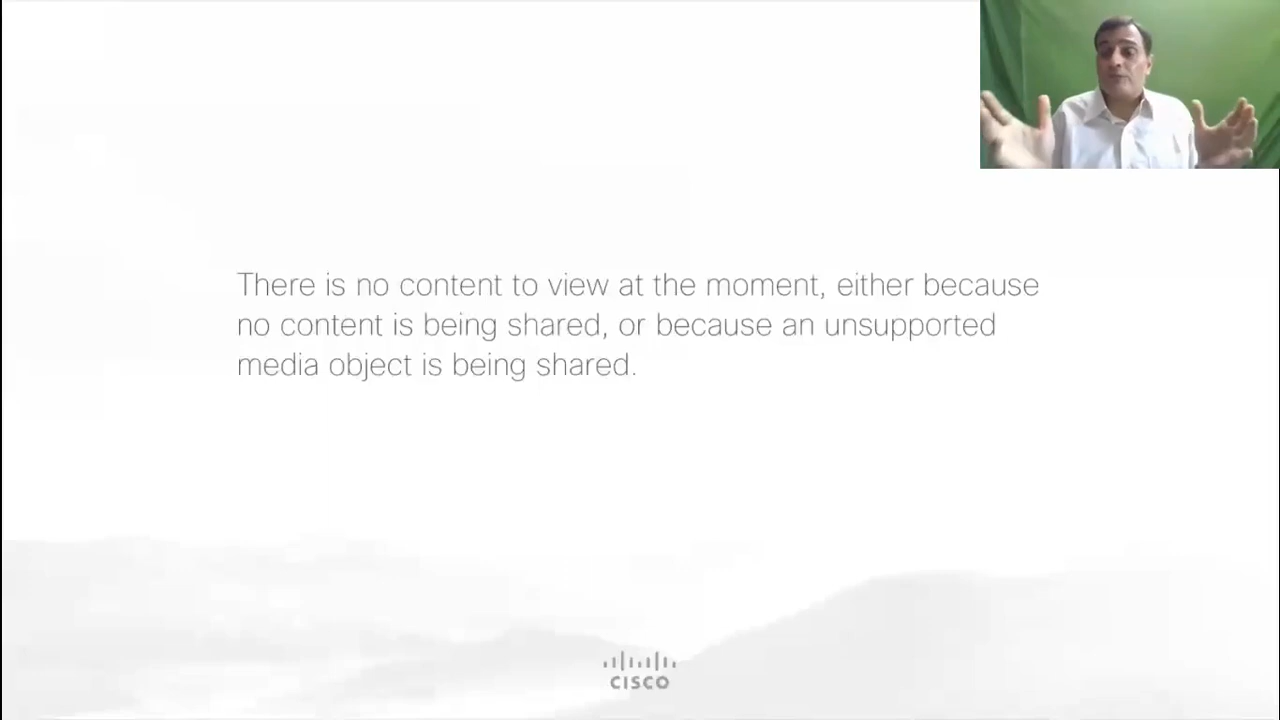 There is no content to view at the moment, either because
no content is being shared, or because an unsupported
media object is being shared.
CISCO